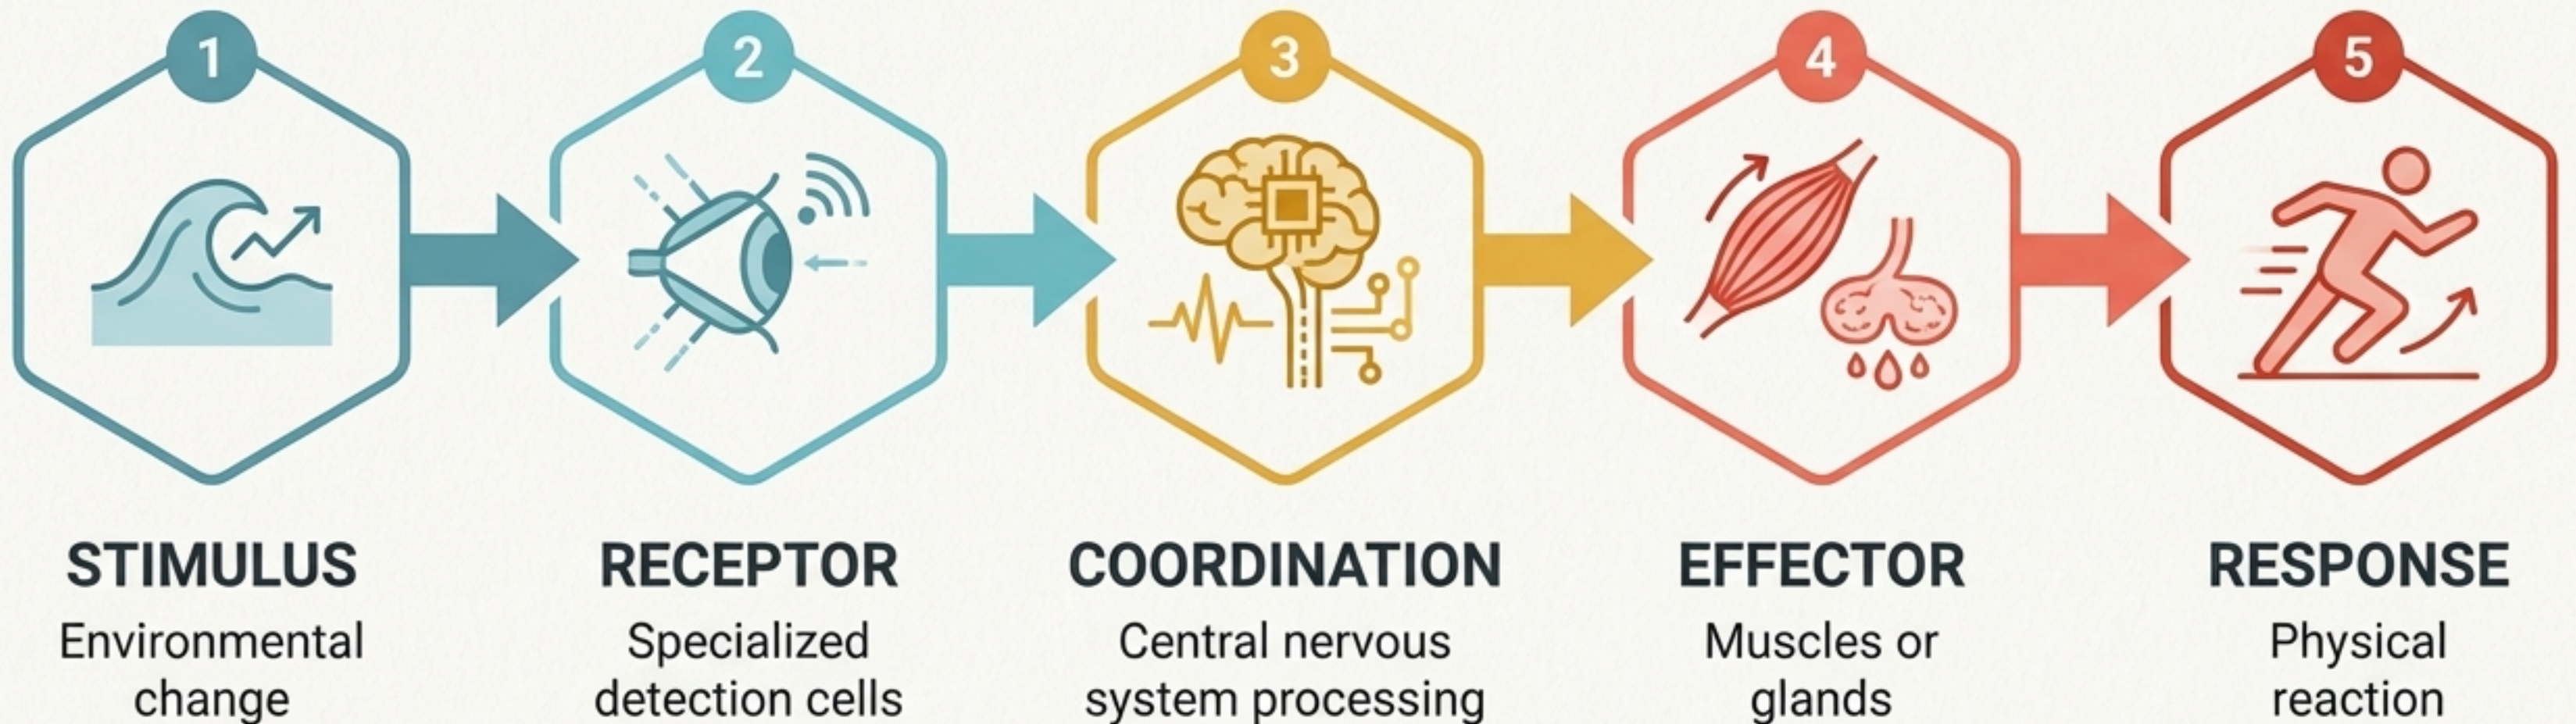 1
2
3
4
5
STIMULUS
Environmental
change
RECEPTOR
Specialized
detection cells
COORDINATION
Central nervous
system processing
EFFECTOR
Muscles or
glands
RESPONSE
Physical
reaction